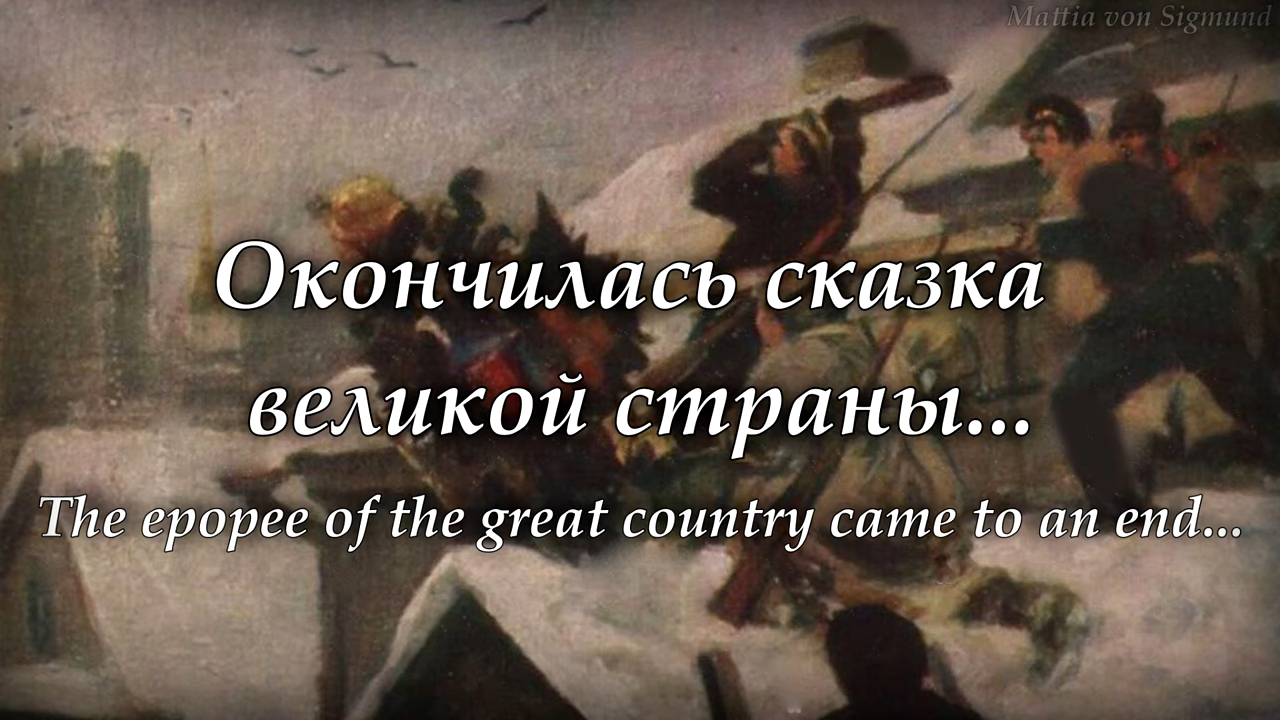 Mattia von Sigmund
Окончилась сказка
великой страны...
The epopee of the great country came to an end...